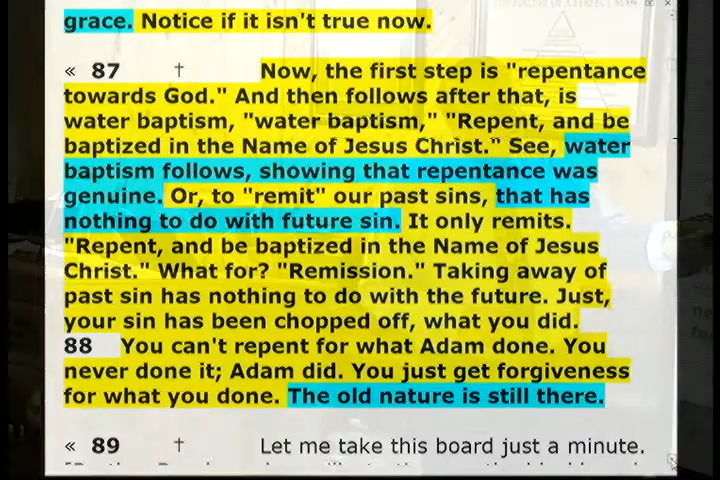 grace. Notice if it isn't true now.
« 87 † Now, the first step is "repentance
towards God." And then follows after that, is
water baptism, "water baptism," "Repent, and be
baptized in the Name of Jesus Christ." See, water
baptism follows, showing that repentance was
genuine. Or, to "remit" our past sins, that has
nothing to do with future sin. It only remits.
"Repent, and be baptized in the Name of Jesus
Christ." What for? "Remission." Taking away of
past sin has nothing to do with the future. Just,
your sin has been chopped off, what you did.
88 You can't repent for what Adam done. You
never done it; Adam did. You just get forgiveness
for what you done. The old nature is still there.
« 89 † Let me take this board just a minute.